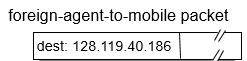 foreign-agent-to-mobile packet
dest: 128.119.40.186